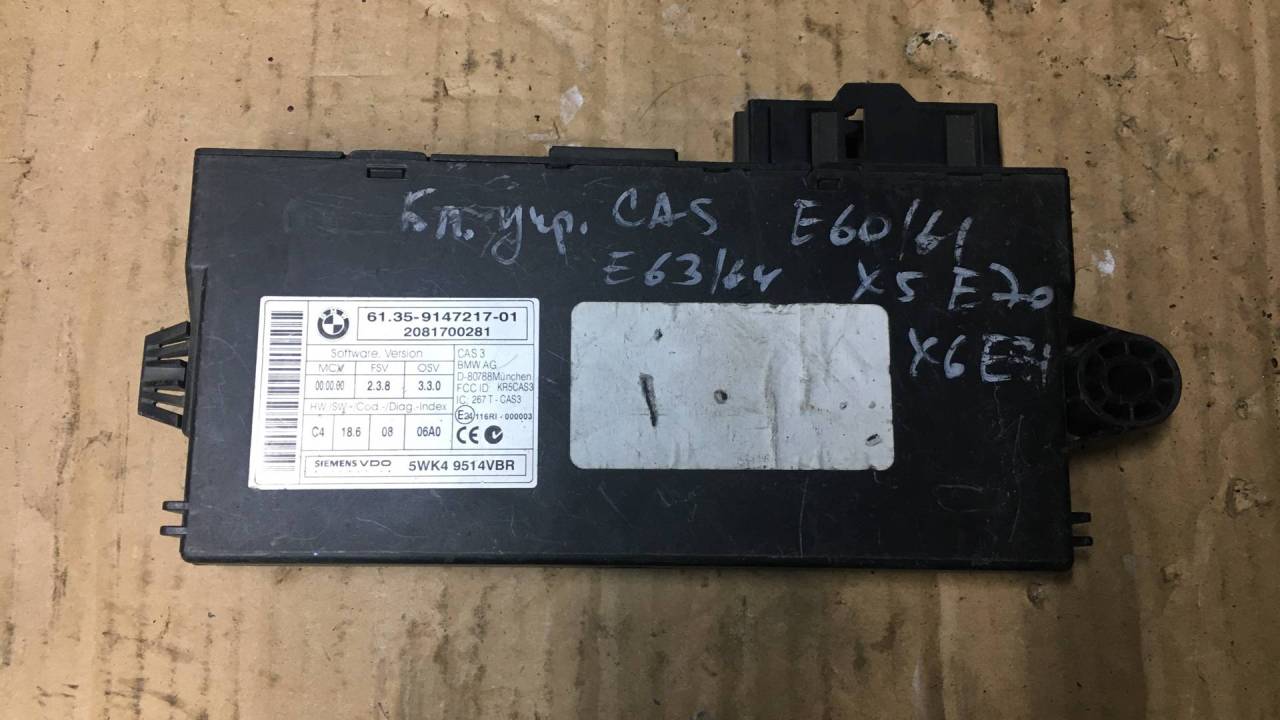 Бл. упр. CAS E60/61
E63/64 X5 E70
X6 E71
61.35-9147217-01
2081700281
Software. Version
MCV FSV OSV
00.00.00 2.3.8 3.3.0
HW-/SW-, Cod.-/Diag.-Index
C4 18.6 08 06A0
CAS 3
BMW AG
D-80788München
FCC ID KR5CAS3
IC: 267 T - CAS3
E24 116RI - 000003
CE
SIEMENS VDO 5WK4 9514VBR